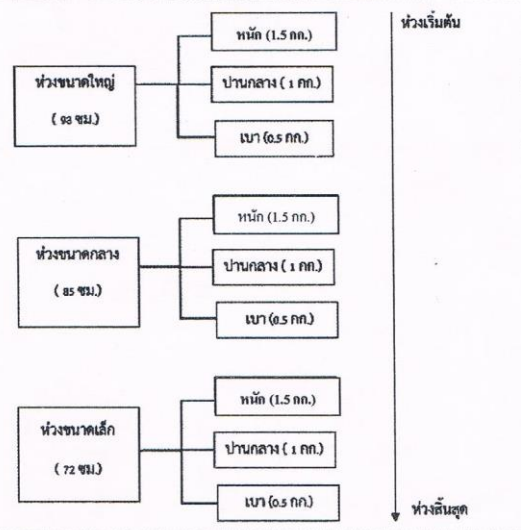 หนัก (1.5 กก.)
ห่วงเริ่มต้น
ห่วงขนาดใหญ่
( 93 ซม.)
ปานกลาง ( 1 กก.)
เบา (0.5 กก.)
หนัก (1.5 กก.)
ห่วงขนาดกลาง
( 85 ซม.)
ปานกลาง ( 1 กก.)
เบา (0.5 กก.)
หนัก (1.5 กก.)
ห่วงขนาดเล็ก
( 72 ซม.)
ปานกลาง ( 1 กก.)
เบา (0.5 กก.)
ห่วงสิ้นสุด